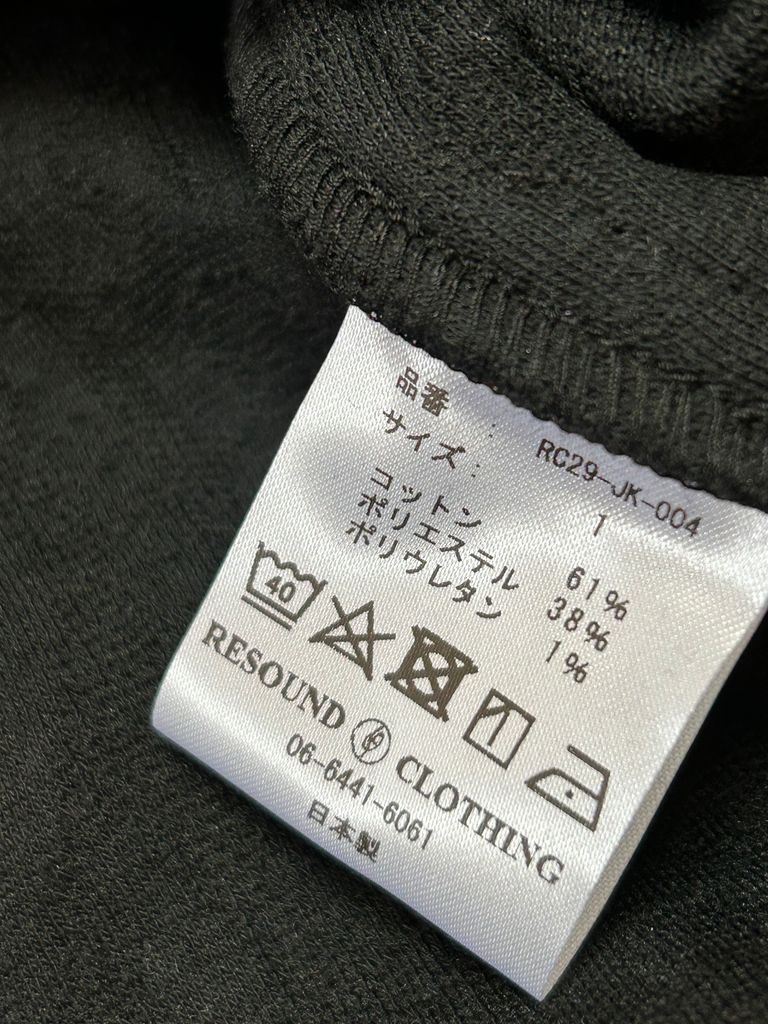 品番 : RC29-JK-004
サイズ : 1
コットン 61%
ポリエステル 38%
ポリウレタン 1%
40
RESOUND CLOTHING
06-6441-6061
日本製